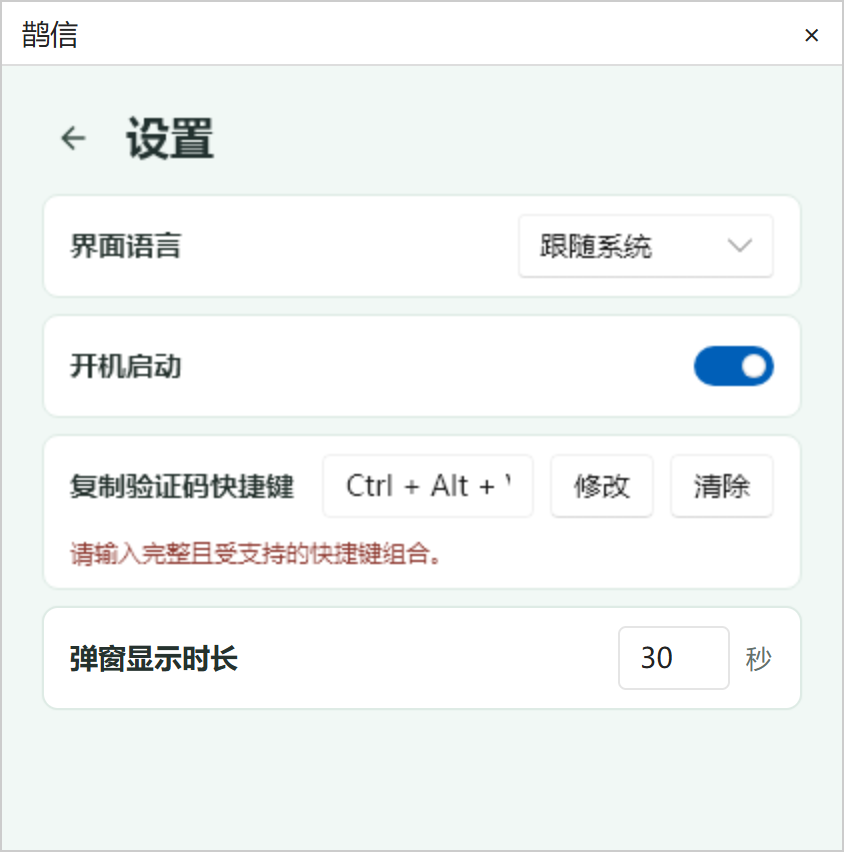 鹊信
设置
界面语言 跟随系统
开机启动
复制验证码快捷键 Ctrl + Alt + 修改 清除
请输入完整且受支持的快捷键组合。
弹窗显示时长 30 秒